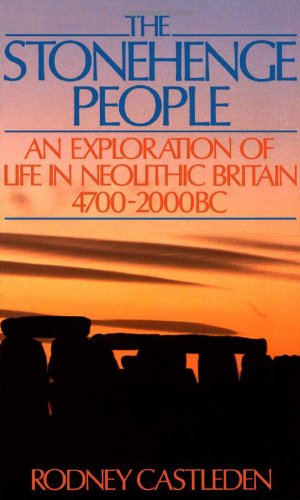 THE
STONEHENGE
PEOPLE
AN EXPLORATION OF
LIFE IN NEOLITHIC BRITAIN
4700-2000BC
RODNEY CASTLEDEN